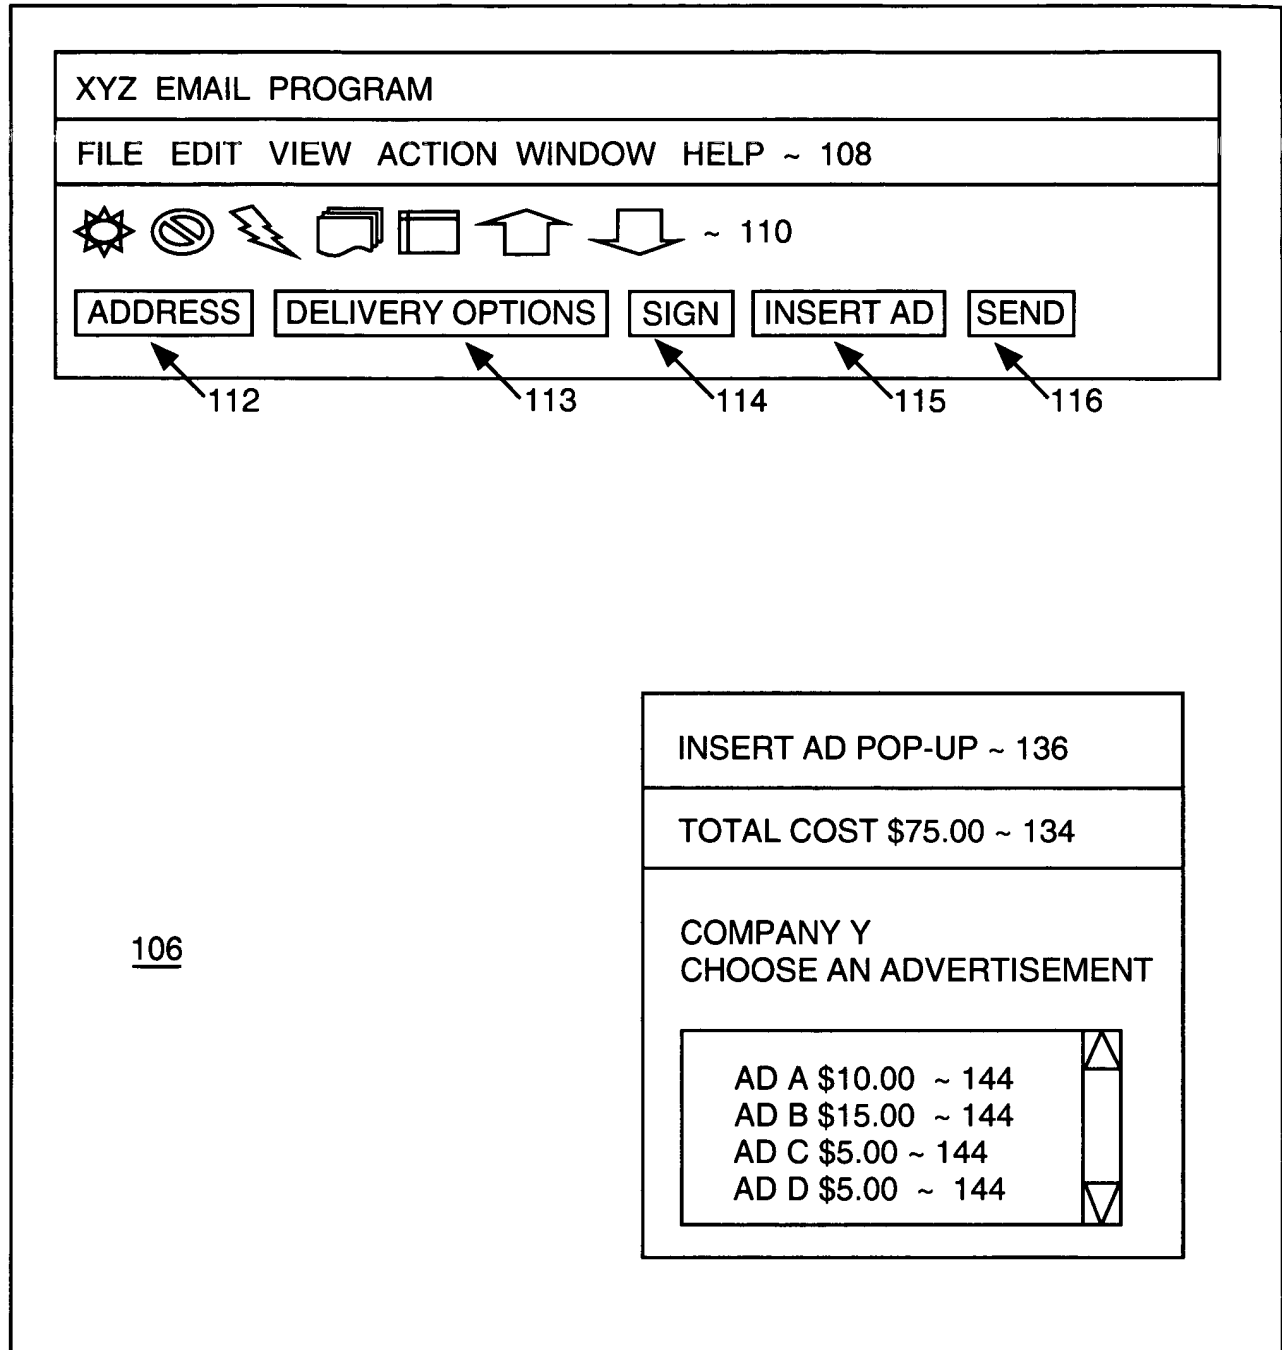 XYZ EMAIL PROGRAM
FILE EDIT VIEW ACTION WINDOW HELP ~ 108
~ 110
ADDRESS DELIVERY OPTIONS SIGN INSERT AD SEND
112 113 114 115 116
INSERT AD POP-UP ~ 136
TOTAL COST $75.00 ~ 134
COMPANY Y
106
CHOOSE AN ADVERTISEMENT
AD A $10.00 ~ 144
AD B $15.00 ~ 144
AD C $5.00 ~ 144
AD D $5.00 ~ 144